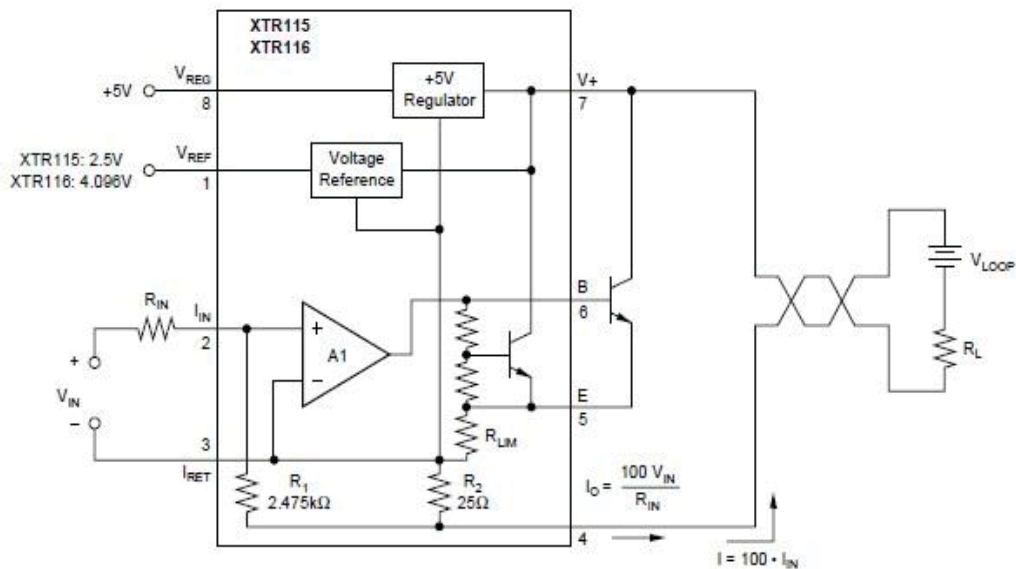 XTR115
XTR116
V_REG
+5V
8
+5V
Regulator
V+
7
XTR115: 2.5V
XTR116: 4.096V
V_REF
1
Voltage
Reference
V_LOOP
R_L
R_IN
I_IN
2
+
A1
−
B
6
E
5
R_LIM
+
V_IN
−
3
I_RET
R_1
2.475kΩ
R_2
25Ω
I_O = 100 V_IN / R_IN
4
I = 100 • I_IN